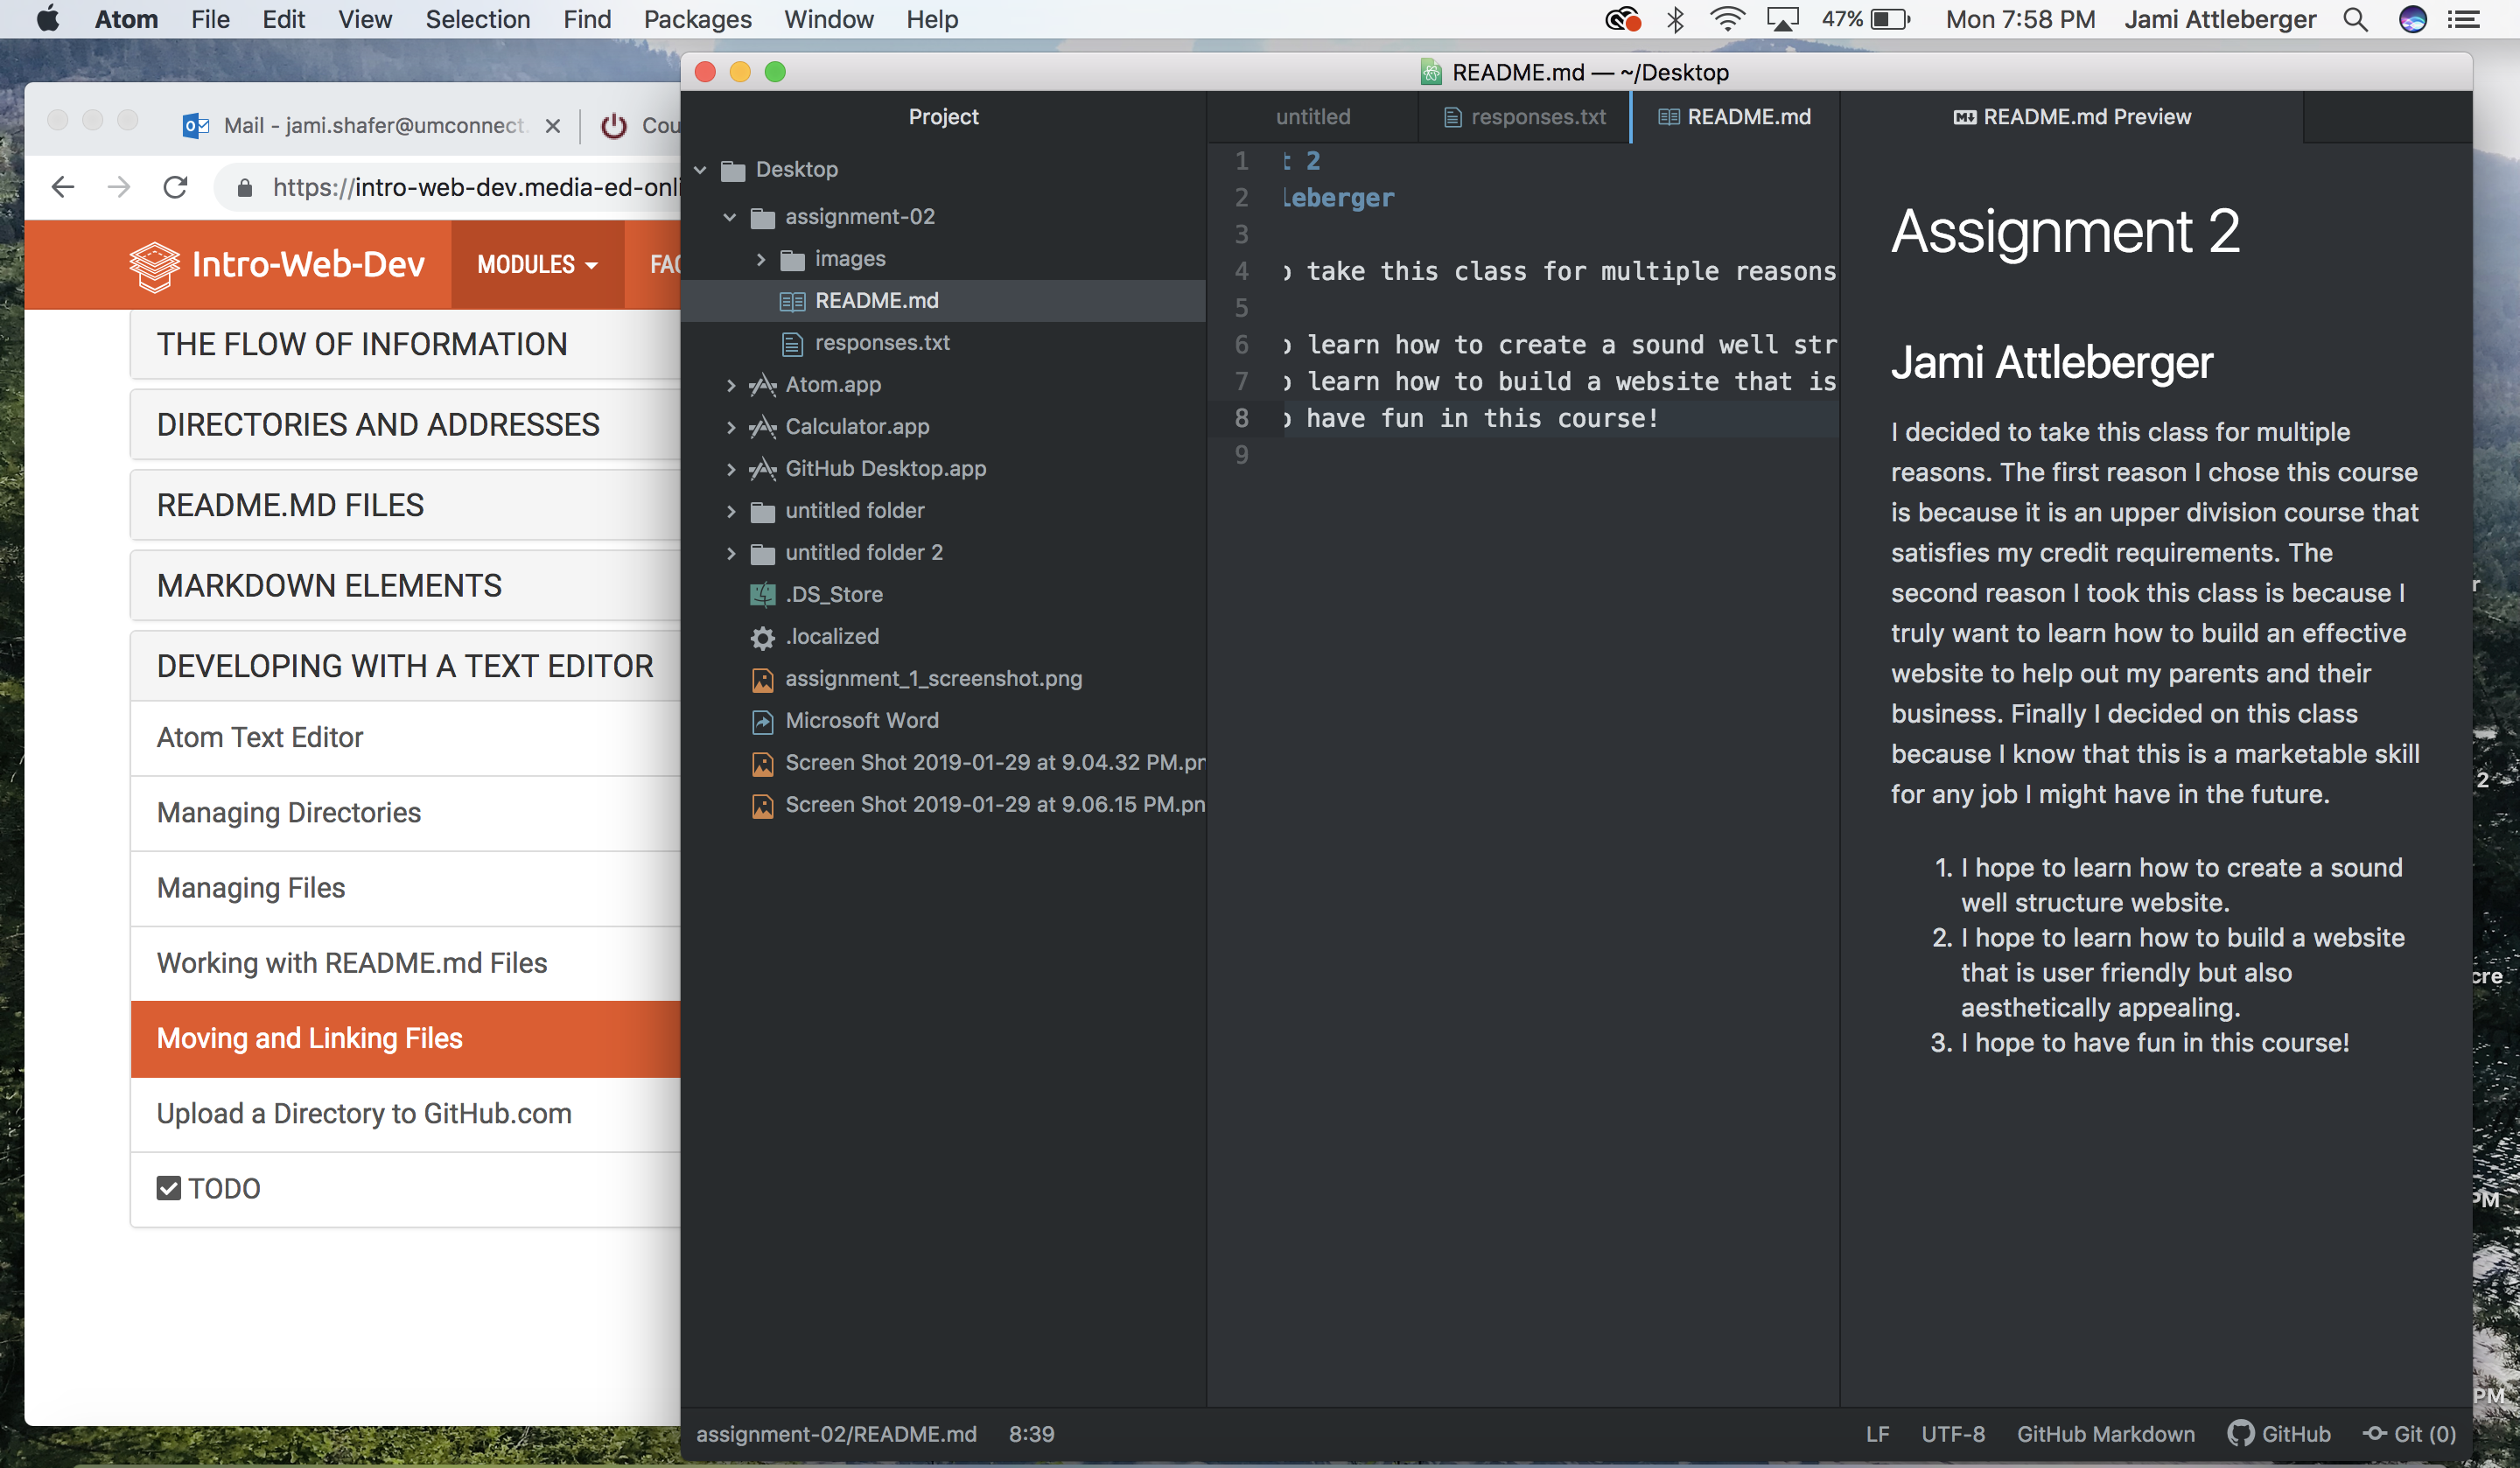 Atom File Edit View Selection Find Packages Window Help 47% Mon 7:58 PM Jami Attleberger
Mail - jami.shafer@umconnect. Cou
https://intro-web-dev.media-ed-onli
Intro-Web-Dev MODULES FAQ
THE FLOW OF INFORMATION
DIRECTORIES AND ADDRESSES
README.MD FILES
MARKDOWN ELEMENTS
DEVELOPING WITH A TEXT EDITOR
Atom Text Editor
Managing Directories
Managing Files
Working with README.md Files
Moving and Linking Files
Upload a Directory to GitHub.com
TODO
README.md — ~/Desktop
Project
Desktop
assignment-02
images
README.md
responses.txt
Atom.app
Calculator.app
GitHub Desktop.app
untitled folder
untitled folder 2
.DS_Store
.localized
assignment_1_screenshot.png
Microsoft Word
Screen Shot 2019-01-29 at 9.04.32 PM.pn
Screen Shot 2019-01-29 at 9.06.15 PM.pn
untitled responses.txt README.md
1 t 2
2 leberger
3
4 o take this class for multiple reasons
5
6 o learn how to create a sound well str
7 o learn how to build a website that is
8 o have fun in this course!
9
README.md Preview
Assignment 2
Jami Attleberger
I decided to take this class for multiple
reasons. The first reason I chose this course
is because it is an upper division course that
satisfies my credit requirements. The
second reason I took this class is because I
truly want to learn how to build an effective
website to help out my parents and their
business. Finally I decided on this class
because I know that this is a marketable skill
for any job I might have in the future.
1. I hope to learn how to create a sound
well structure website.
2. I hope to learn how to build a website
that is user friendly but also
aesthetically appealing.
3. I hope to have fun in this course!
assignment-02/README.md 8:39 LF UTF-8 GitHub Markdown GitHub Git (0)
r
2
cre
PM
PM